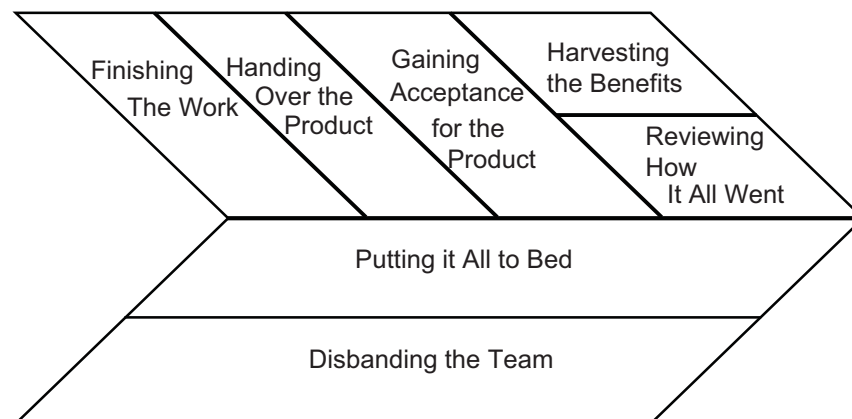 Finishing
The Work
Handing
Over the
Product
Gaining
Acceptance
for the
Product
Harvesting
the Benefits
Reviewing
How
It All Went
Putting it All to Bed
Disbanding the Team